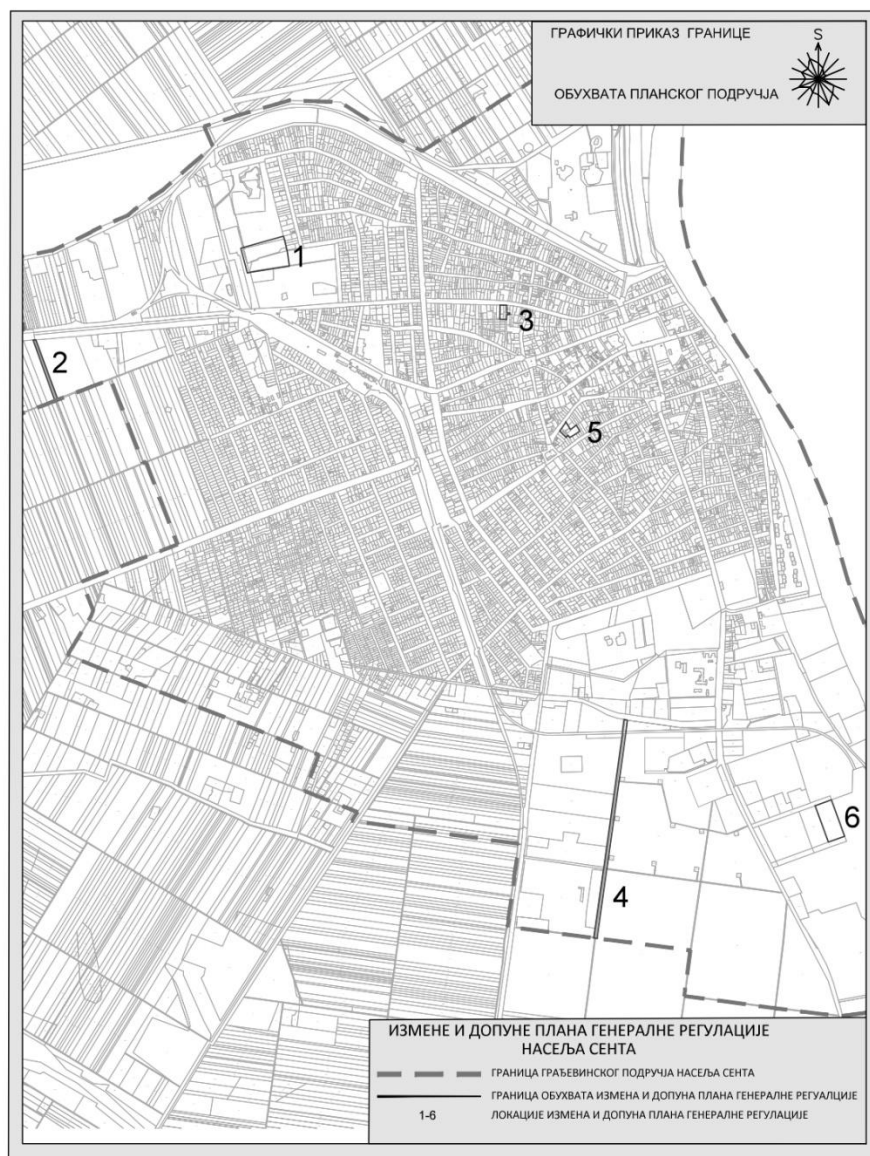 ГРАФИЧКИ ПРИКАЗ ГРАНИЦЕ
S
ОБУХВАТА ПЛАНСКОГ ПОДРУЧЈА
1
3
2
5
6
4
ИЗМЕНЕ И ДОПУНЕ ПЛАНА ГЕНЕРАЛНЕ РЕГУЛАЦИЈЕ
НАСЕЉА СЕНТА
ГРАНИЦА ГРАЂЕВИНСКОГ ПОДРУЧЈА НАСЕЉА СЕНТА
ГРАНИЦА ОБУХВАТА ИЗМЕНА И ДОПУНА ПЛАНА ГЕНЕРАЛНЕ РЕГУАЛЦИЈЕ
1-6 ЛОКАЦИЈЕ ИЗМЕНА И ДОПУНА ПЛАНА ГЕНЕРАЛНЕ РЕГУЛАЦИЈЕ